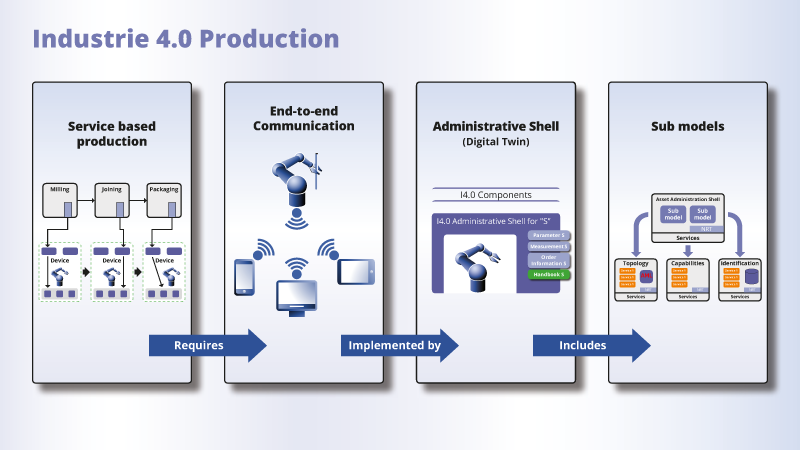 Industrie 4.0 Production
Service based
production
Milling
Joining
Packaging
Device
Device
Device
Requires
End-to-end
Communication
Implemented by
Administrative Shell
(Digital Twin)
I4.0 Components
I4.0 Administrative Shell for "S"
Parameter S
Measurement S
Order
Information S
Handbook S
Includes
Sub models
Asset Administration Shell
Sub
model
Sub
model
Services
Topology
Capabilities
Identification
Services
Services
Services